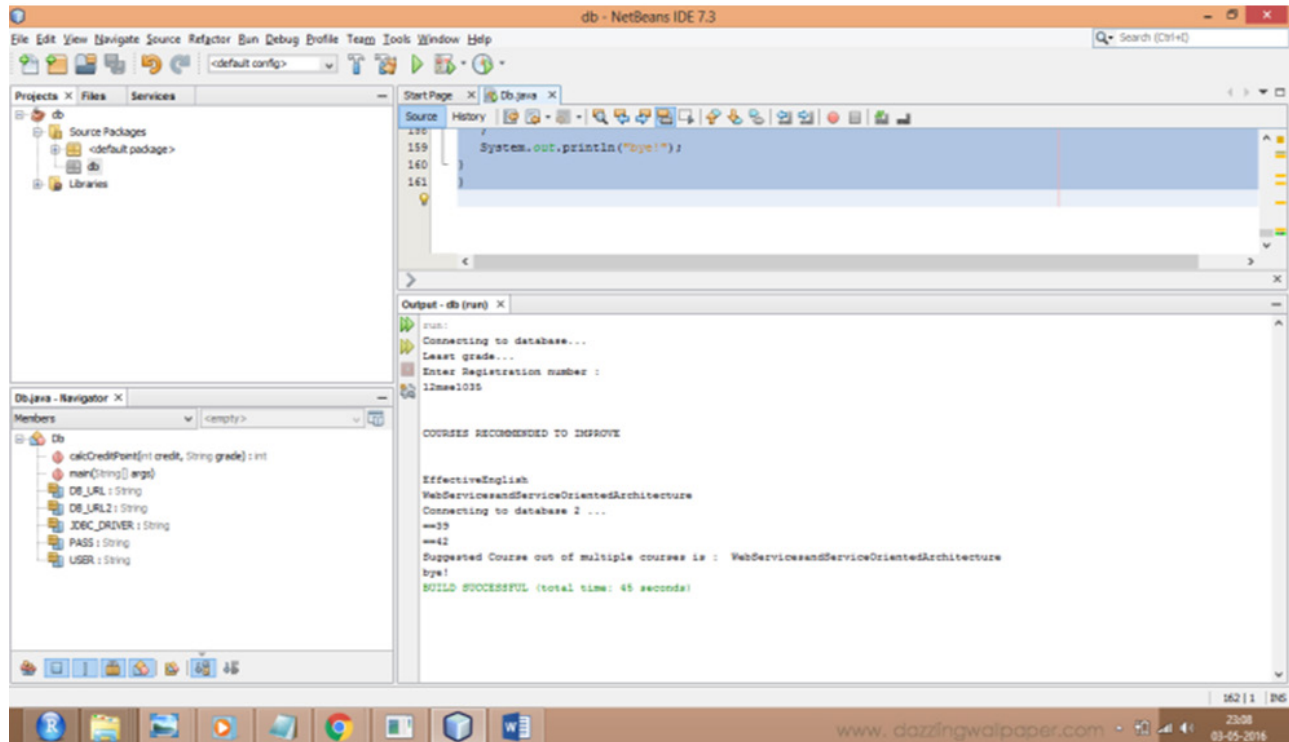 db - NetBeans IDE 7.3
File Edit View Navigate Source Refactor Run Debug Profile Team Tools Window Help
Search (Ctrl+I)
<default config>
Projects Files Services
db
Source Packages
<default package>
db
Libraries
Start Page Db.java
Source History
158 }
159 System.out.println("bye!");
160 }
161 }
Output - db (run)
run:
Connecting to database...
Least grade...
Enter Registration number :
12mse1035
COURSES RECOMMENDED TO IMPROVE
EffectiveEnglish
WebServicesandServiceOrientedArchitecture
Connecting to database 2 ...
==39
==42
Suggested Course out of multiple courses is : WebServicesandServiceOrientedArchitecture
bye!
BUILD SUCCESSFUL (total time: 45 seconds)
Db.java - Navigator
Members <empty>
Db
calcCreditPoint(int credit, String grade) : int
main(String[] args)
DB_URL : String
DB_URL2 : String
JDBC_DRIVER : String
PASS : String
USER : String
162 | 1 INS
www.dazzlingwallpaper.com
23:08
03-05-2016